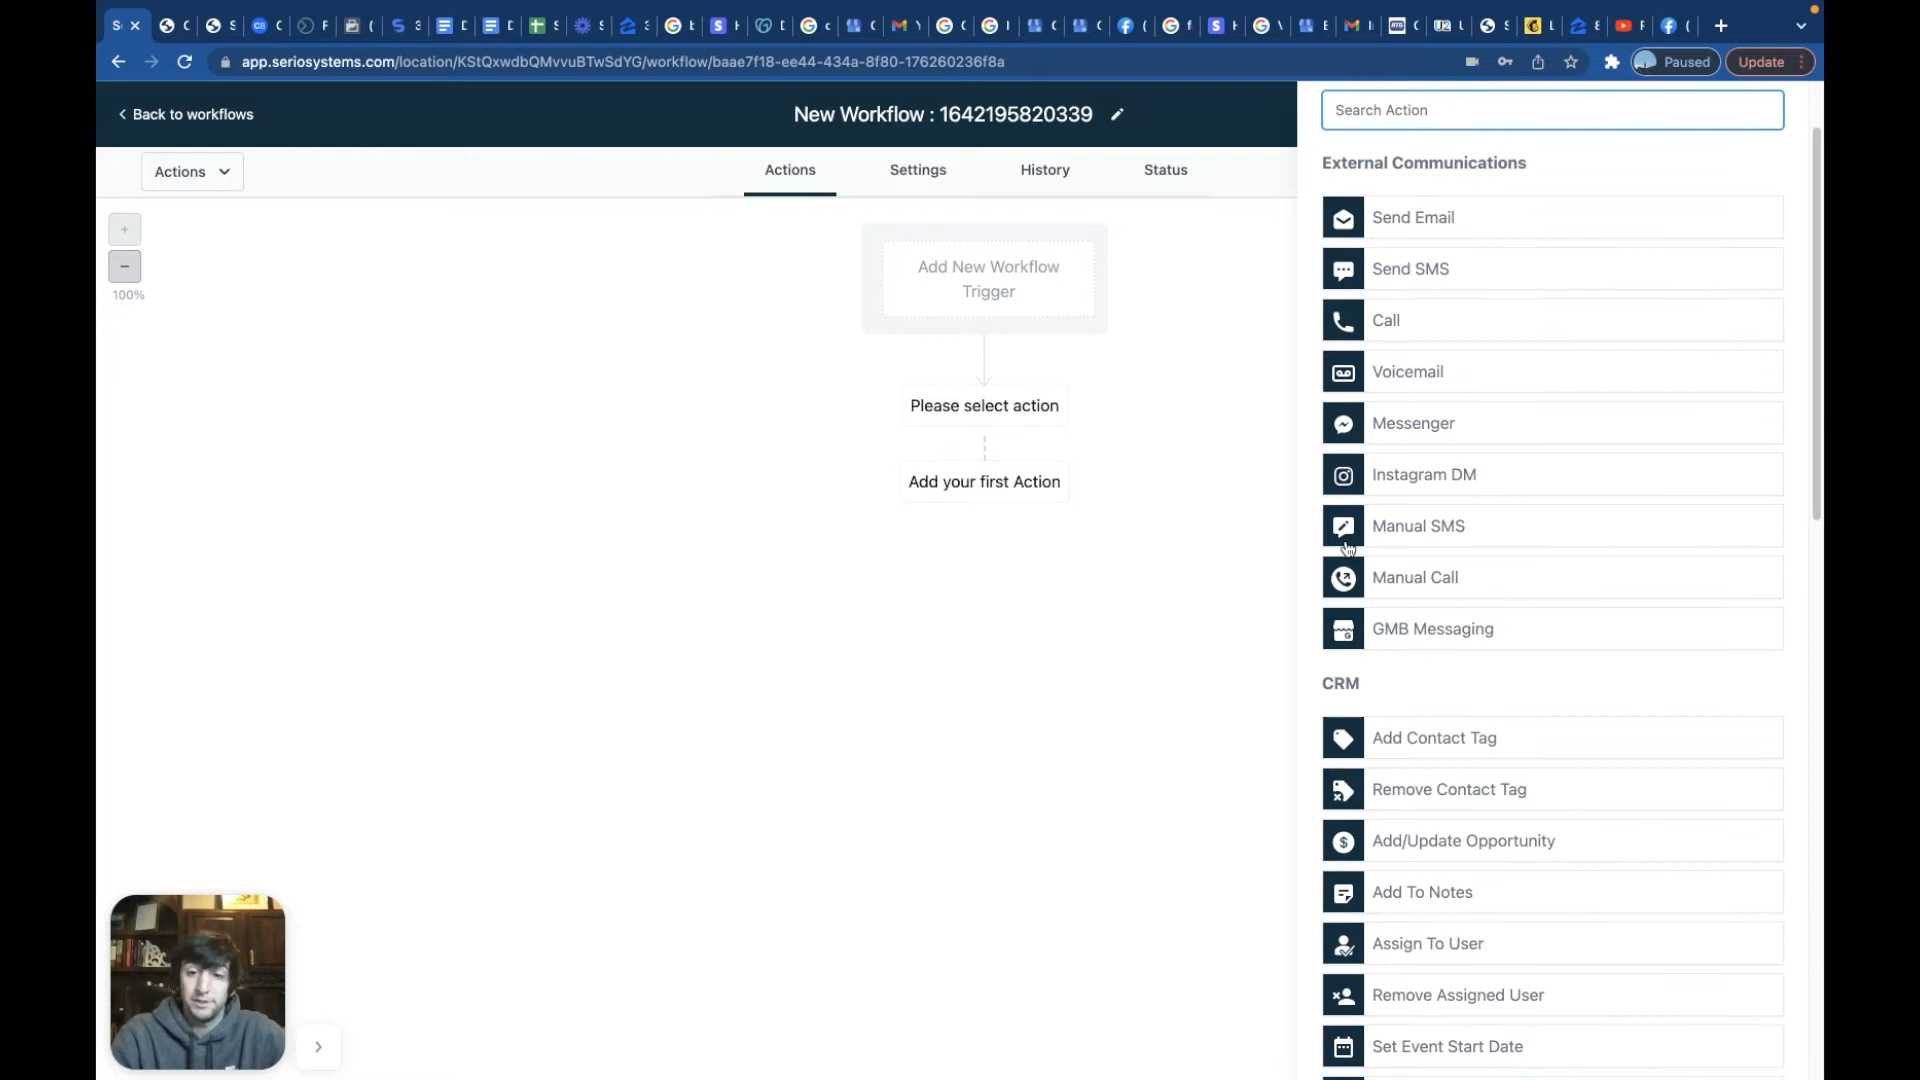 app.seriosystems.com/location/KStQxwdbQMvvuBTwSdYG/workflow/baae7f18-ee44-434a-8f80-176260236f8a
Paused
Update
Back to workflows
New Workflow : 1642195820339
Actions
Actions
Settings
History
Status
100%
Add New Workflow
Trigger
Please select action
Add your first Action
Search Action
External Communications
Send Email
Send SMS
Call
Voicemail
Messenger
Instagram DM
Manual SMS
Manual Call
GMB Messaging
CRM
Add Contact Tag
Remove Contact Tag
Add/Update Opportunity
Add To Notes
Assign To User
Remove Assigned User
Set Event Start Date